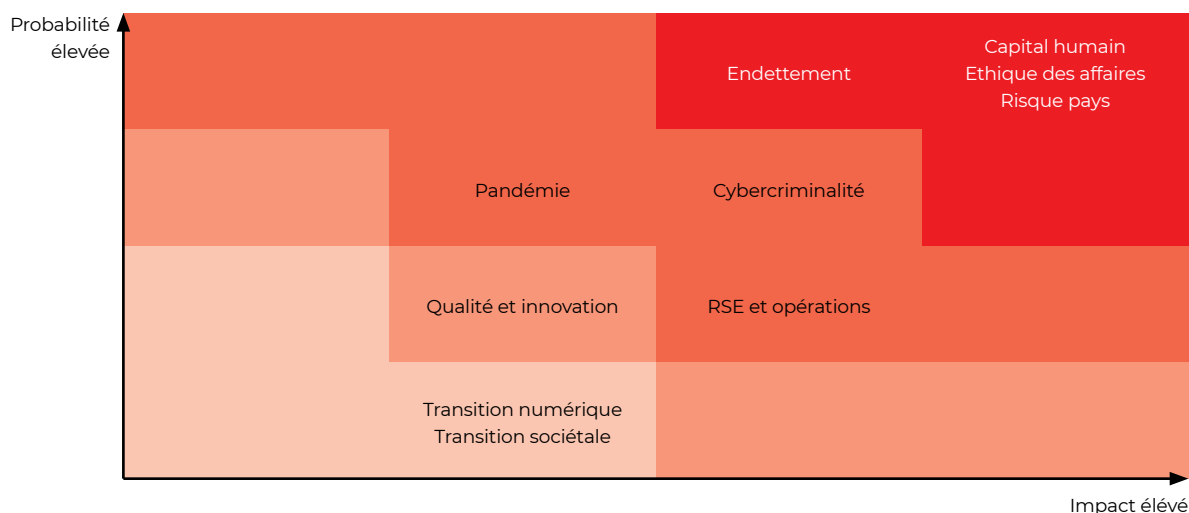 Probabilité
élevée
Endettement
Capital humain
Ethique des affaires
Risque pays
Pandémie
Cybercriminalité
Qualité et innovation
RSE et opérations
Transition numérique
Transition sociétale
Impact élévé